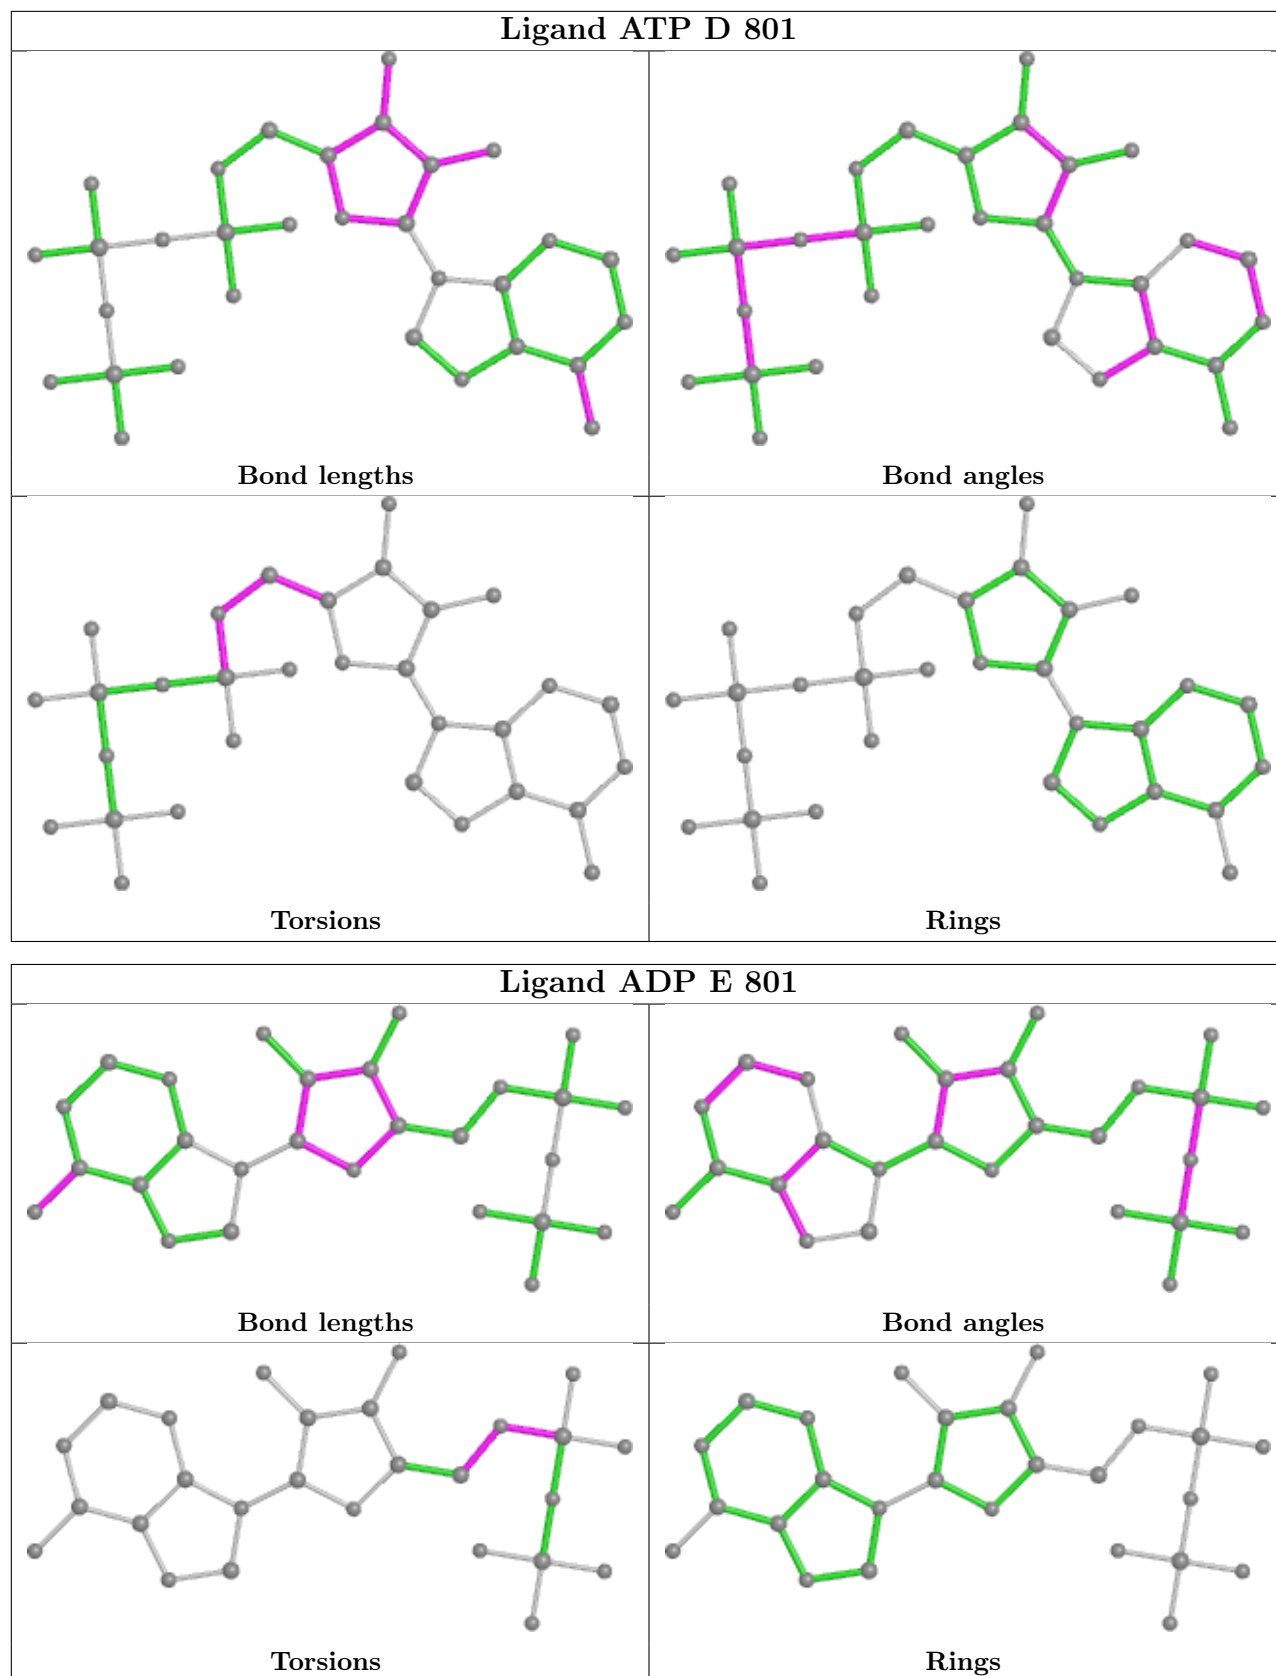 Ligand ATP D 801
Bond lengths
Bond angles
Torsions
Rings
Ligand ADP E 801
Bond lengths
Bond angles
Torsions
Rings